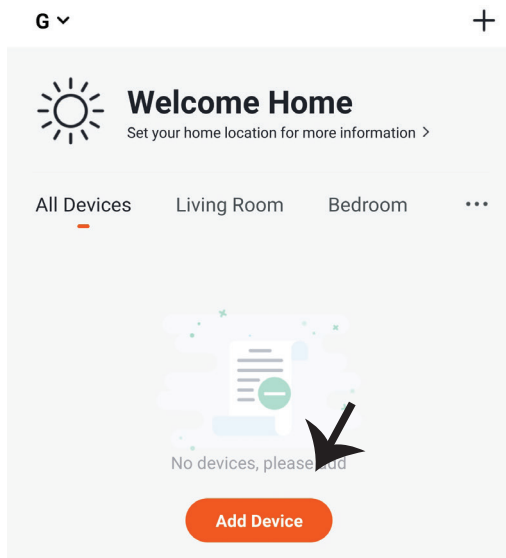 G
Welcome Home
Set your home location for more information >
All Devices Living Room Bedroom ...
No devices, please add
Add Device